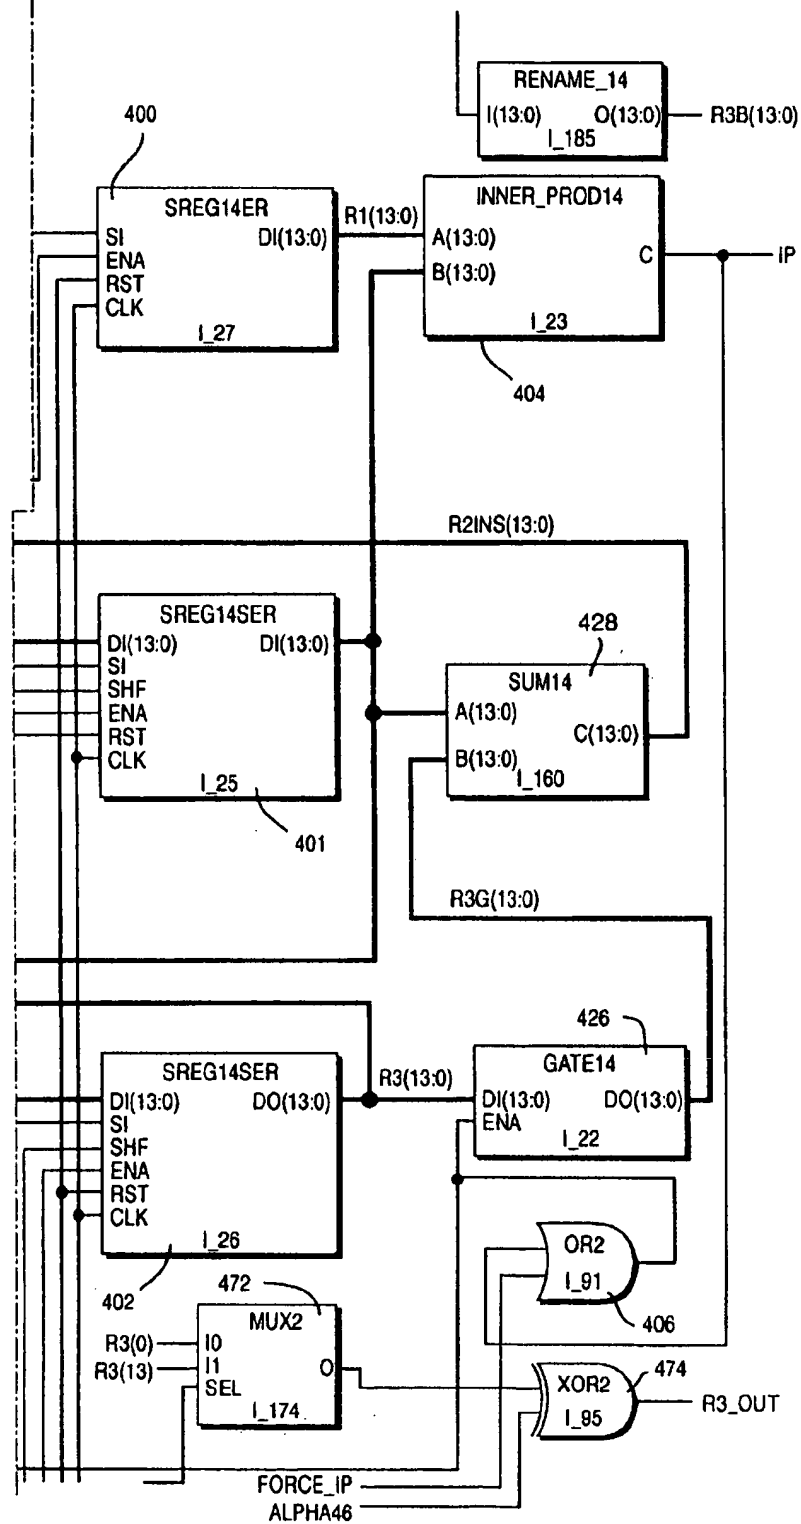 RENAME_14
I(13:0) O(13:0) R3B(13:0)
I_185
400
SREG14ER
SI DI(13:0)
ENA
RST
CLK
I_27
R1(13:0)
INNER_PROD14
A(13:0)
B(13:0)
C
IP
I_23
404
R2INS(13:0)
SREG14SER
DI(13:0) DI(13:0)
SI
SHF
ENA
RST
CLK
I_25
401
428
SUM14
A(13:0)
C(13:0)
B(13:0)
I_160
R3G(13:0)
426
SREG14SER
DI(13:0) DO(13:0)
SI
SHF
ENA
RST
CLK
I_26
402
R3(13:0)
GATE14
DI(13:0) DO(13:0)
ENA
I_22
OR2
I_91
406
472
MUX2
R3(0) I0
R3(13) I1
O
SEL
I_174
474
XOR2
I_95
R3_OUT
FORCE_IP
ALPHA46